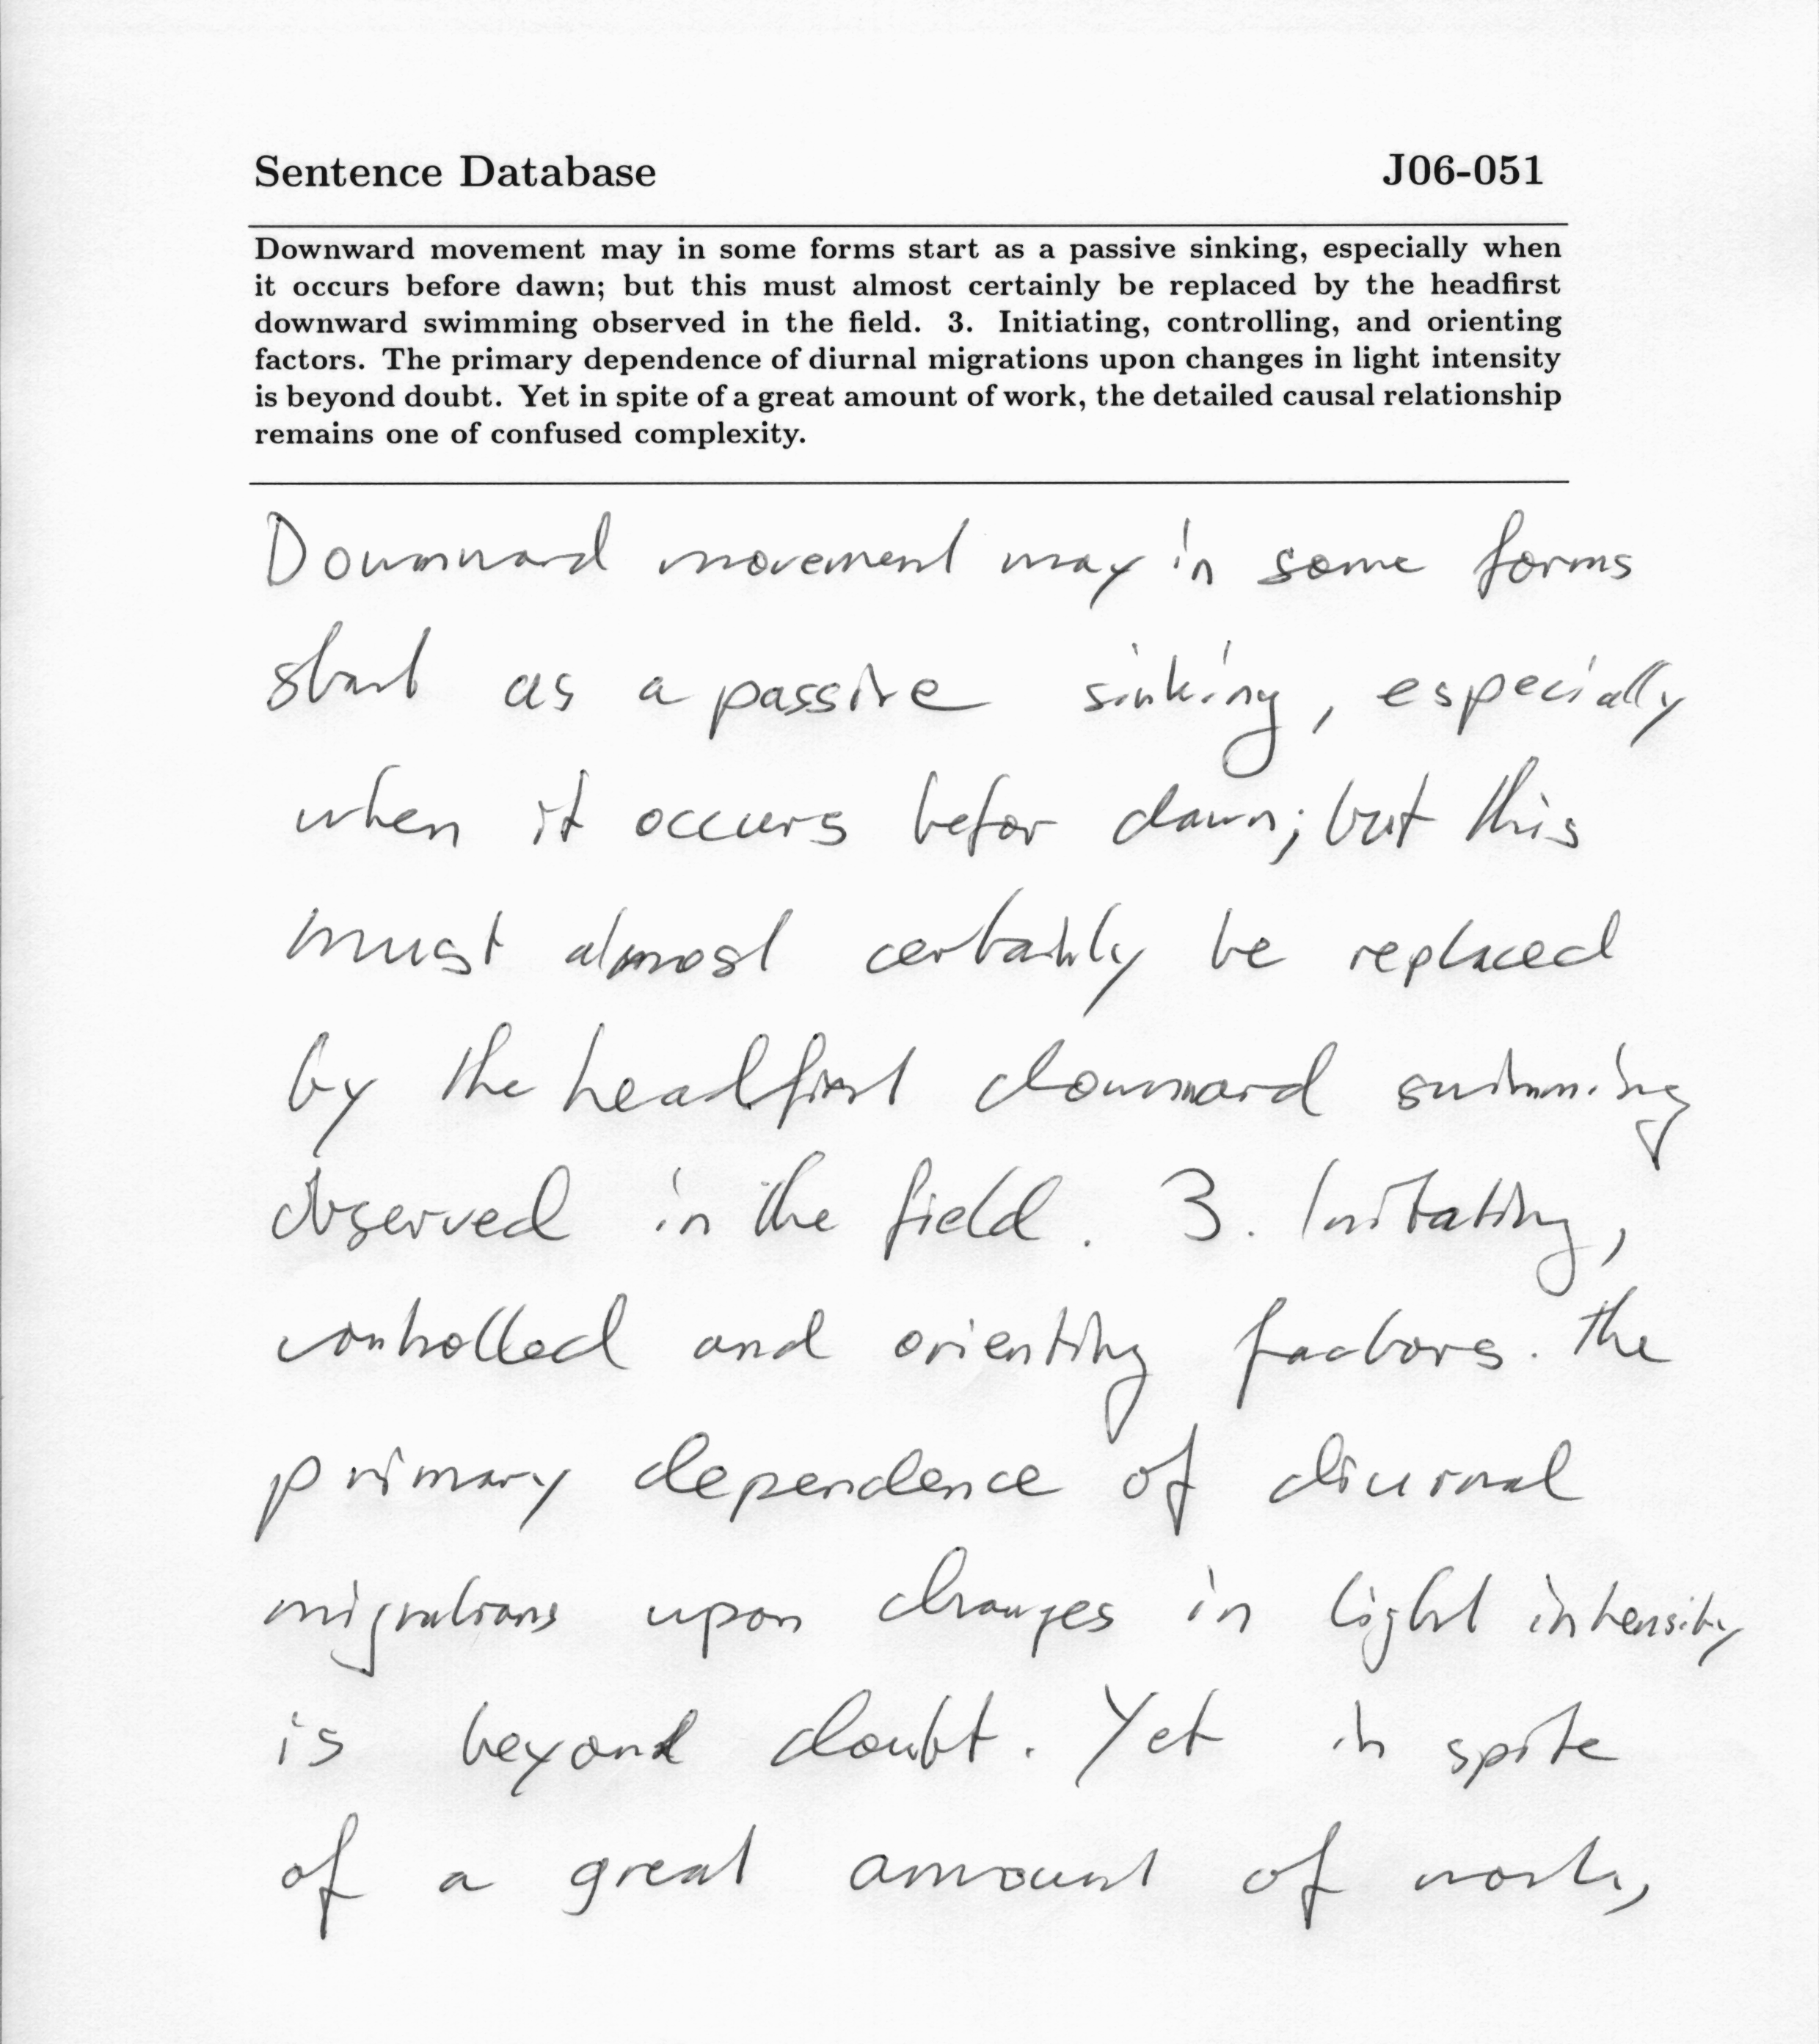 Sentence Database J06-051
Downward movement may in some forms start as a passive sinking, especially when
it occurs before dawn; but this must almost certainly be replaced by the headfirst
downward swimming observed in the field. 3. Initiating, controlling, and orienting
factors. The primary dependence of diurnal migrations upon changes in light intensity
is beyond doubt. Yet in spite of a great amount of work, the detailed causal relationship
remains one of confused complexity.
Downward movement may in some forms
start as a passive sinking, especially
when it occurs befor dawn; but this
must almost certainly be replaced
by the headfirst downward swimming
observed in the field. 3. Initating,
controlled and orienting factors. The
primary dependence of diurnal
migrations upon changes in light intensity
is beyond doubt. Yet in spite
of a great amount of work,